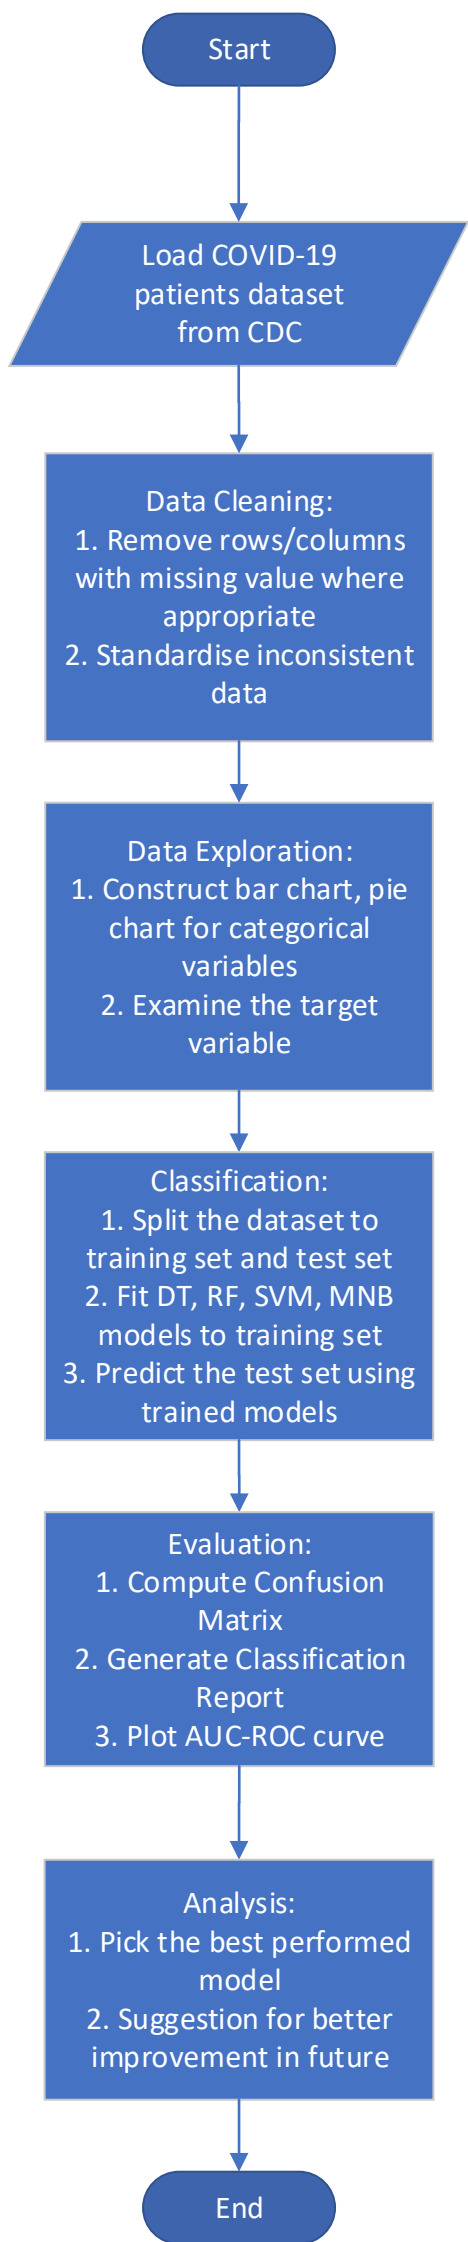 Start
Load COVID-19
patients dataset
from CDC
Data Cleaning:
1. Remove rows/columns
with missing value where
appropriate
2. Standardise inconsistent
data
Data Exploration:
1. Construct bar chart, pie
chart for categorical
variables
2. Examine the target
variable
Classification:
1. Split the dataset to
training set and test set
2. Fit DT, RF, SVM, MNB
models to training set
3. Predict the test set using
trained models
Evaluation:
1. Compute Confusion
Matrix
2. Generate Classification
Report
3. Plot AUC-ROC curve
Analysis:
1. Pick the best performed
model
2. Suggestion for better
improvement in future
End